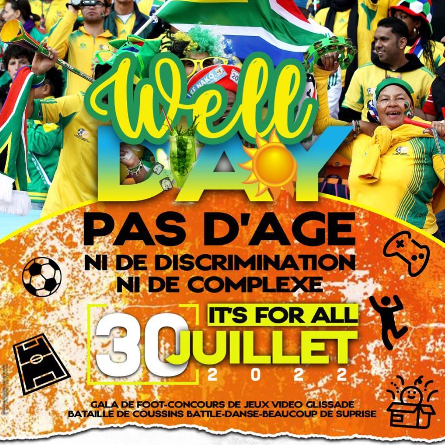 Well
DAY
PAS D'AGE
NI DE DISCRIMINATION
NI DE COMPLEXE
IT'S FOR ALL
30 JUILLET
2022
GALA DE FOOT-CONCOURS DE JEUX VIDEO GLISSADE
BATAILLE DE COUSSINS BATTLE-DANSE-BEAUCOUP DE SUPRISE